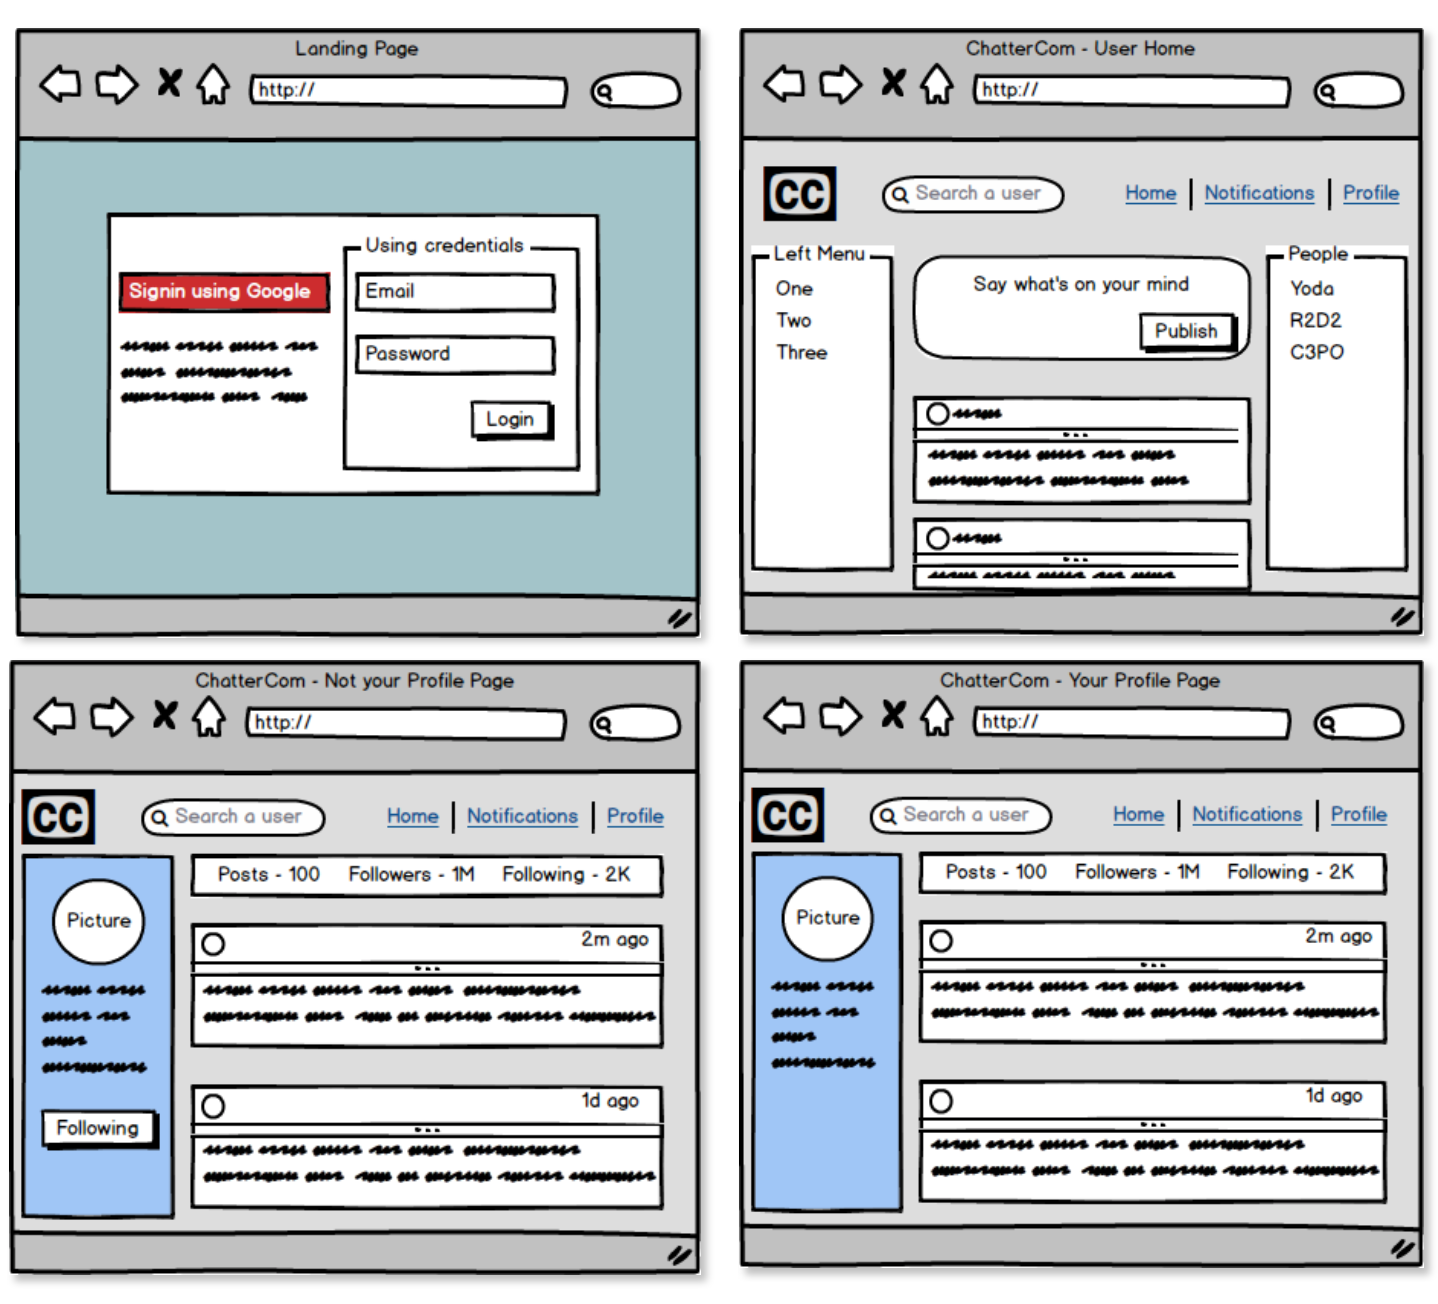 Landing Page
http://
Using credentials
Signin using Google
Email
Password
Login
ChatterCom - User Home
http://
CC
Search a user
Home
Notifications
Profile
Left Menu
One
Two
Three
Say what's on your mind
Publish
People
Yoda
R2D2
C3PO
ChatterCom - Not your Profile Page
http://
CC
Search a user
Home
Notifications
Profile
Picture
Following
Posts - 100 Followers - 1M Following - 2K
2m ago
1d ago
ChatterCom - Your Profile Page
http://
CC
Search a user
Home
Notifications
Profile
Picture
Posts - 100 Followers - 1M Following - 2K
2m ago
1d ago